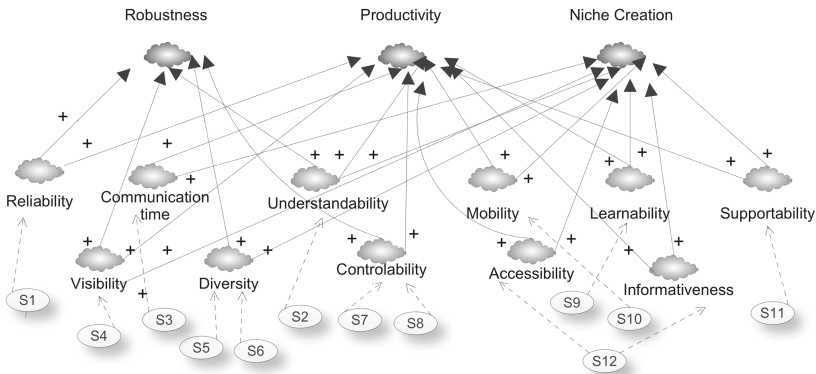 Robustness
Productivity
Niche Creation
+
+
+
+
+
+
+
+
+
+
+
+
+
+
Reliability
Communication
time
Understandability
Mobility
Learnability
Supportability
+
+
+
+
+
+
+
+
+
+
Visibility
Diversity
Controlability
Accessibility
Informativeness
+
S1
S3
S4
S5
S6
S2
S7
S8
S9
S10
S11
S12